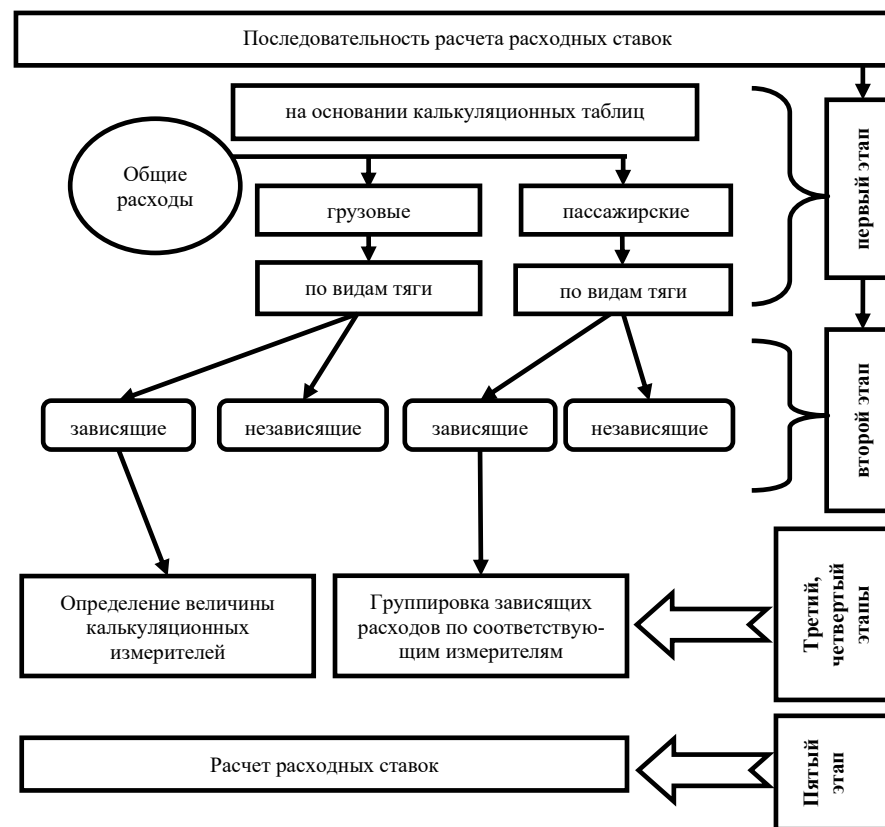 Последовательность расчета расходных ставок
на основании калькуляционных таблиц
Общие
расходы
грузовые
пассажирские
по видам тяги
по видам тяги
первый этап
зависящие
независящие
зависящие
независящие
второй этап
Определение величины
калькуляционных
измерителей
Группировка зависящих
расходов по соответствую-
щим измерителям
Третий,
четвертый
этапы
Расчет расходных ставок
Пятый
этап